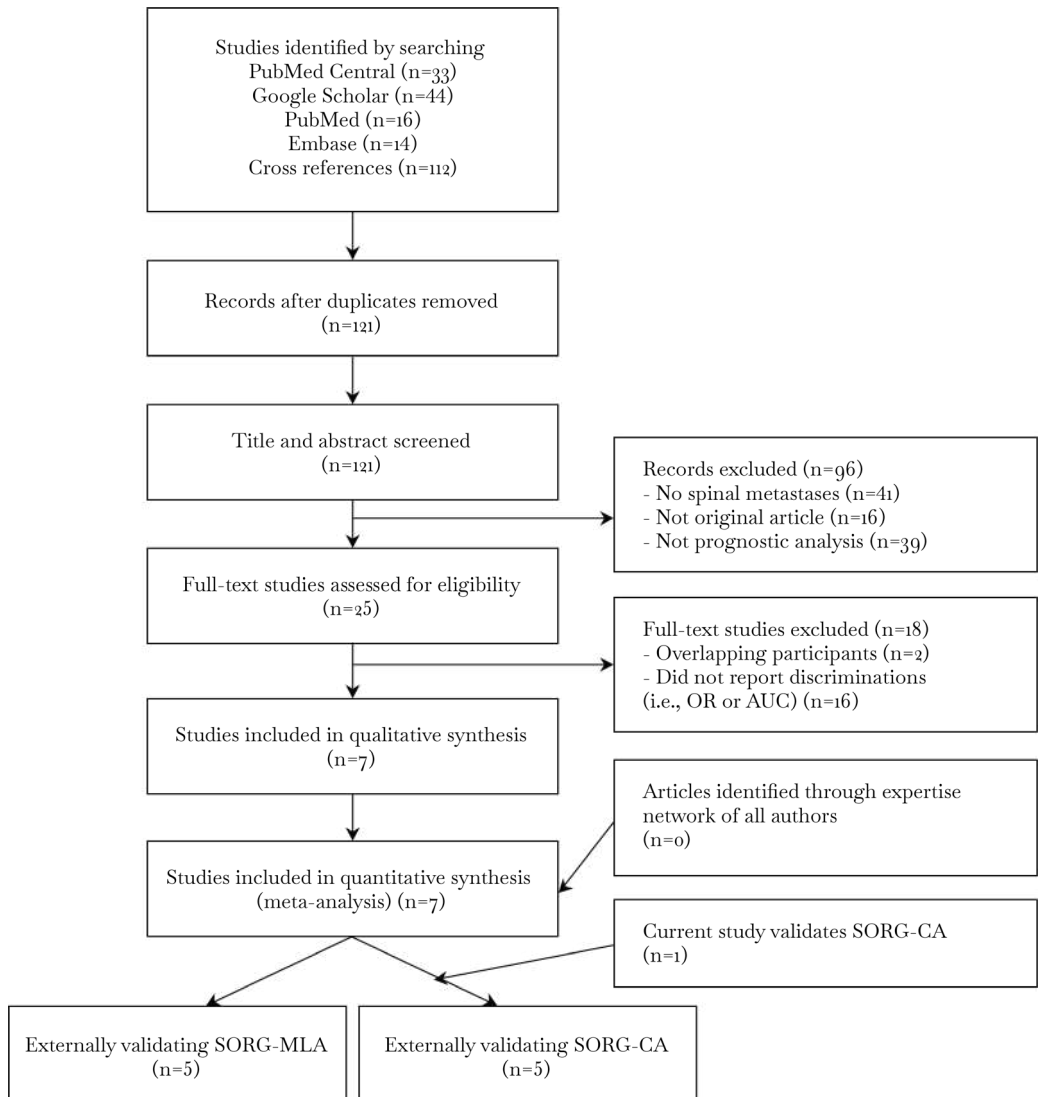 Studies identified by searching
PubMed Central (n=33)
Google Scholar (n=44)
PubMed (n=16)
Embase (n=14)
Cross references (n=112)
Records after duplicates removed
(n=121)
Title and abstract screened
(n=121)
Records excluded (n=96)
- No spinal metastases (n=41)
- Not original article (n=16)
- Not prognostic analysis (n=39)
Full-text studies assessed for eligibility
(n=25)
Full-text studies excluded (n=18)
- Overlapping participants (n=2)
- Did not report discriminations
(i.e., OR or AUC) (n=16)
Studies included in qualitative synthesis
(n=7)
Articles identified through expertise
network of all authors
(n=0)
Studies included in quantitative synthesis
(meta-analysis) (n=7)
Current study validates SORG-CA
(n=1)
Externally validating SORG-MLA
(n=5)
Externally validating SORG-CA
(n=5)